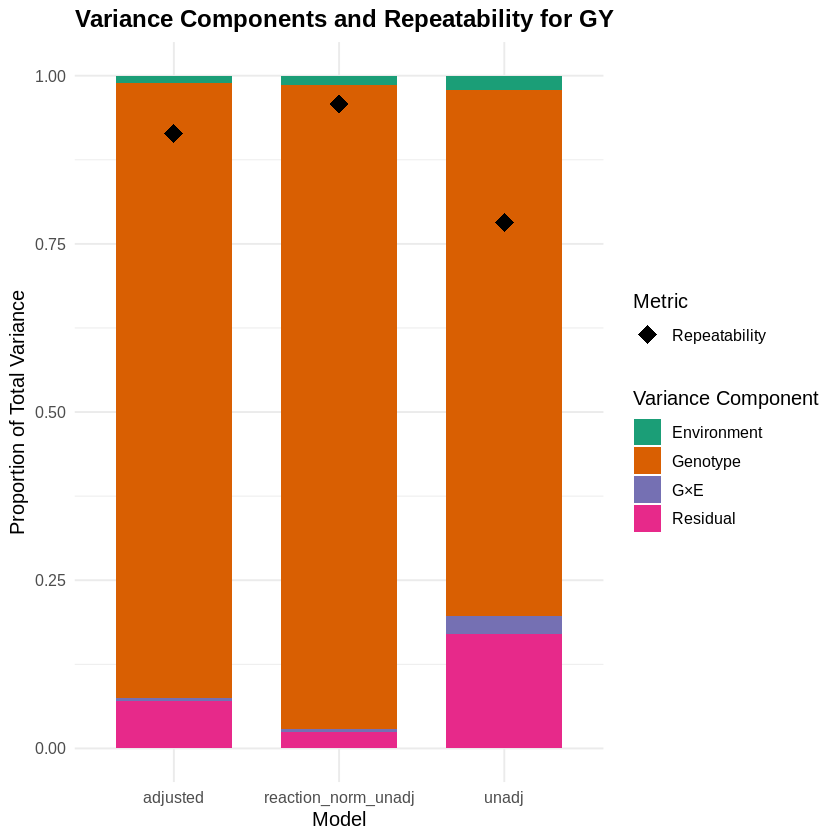 Variance Components and Repeatability for GY
Proportion of Total Variance
1.00
0.75
0.50
0.25
0.00
adjusted
reaction_norm_unadj
unadj
Model
Metric
Repeatability
Variance Component
Environment
Genotype
G×E
Residual